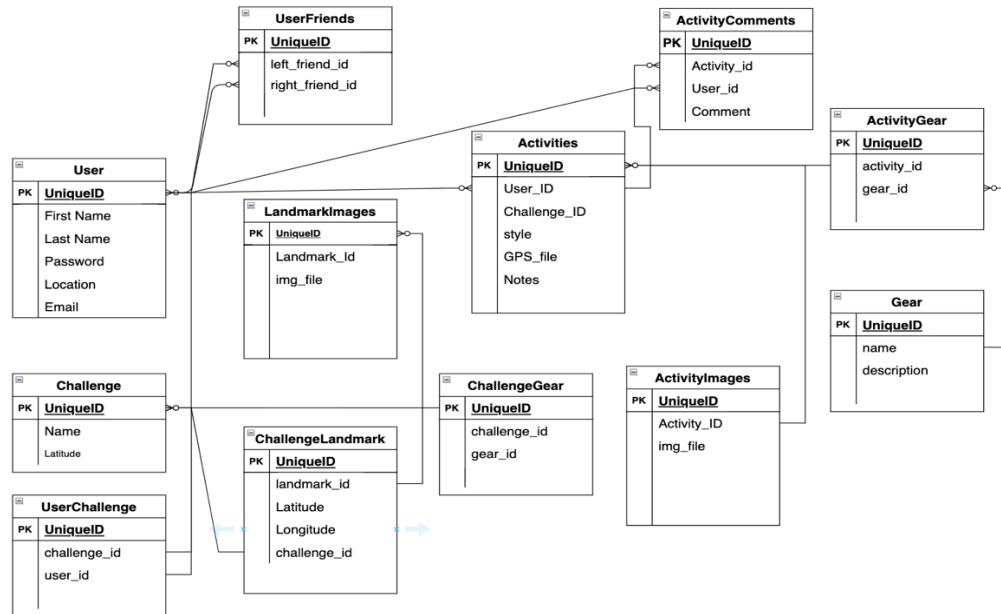 UserFriends
PK UniqueID
left_friend_id
right_friend_id
ActivityComments
PK UniqueID
Activity_id
User_id
Comment
ActivityGear
PK UniqueID
activity_id
gear_id
Activities
PK UniqueID
User_ID
Challenge_ID
style
GPS_file
Notes
User
PK UniqueID
First Name
Last Name
Password
Location
Email
LandmarkImages
PK UniqueID
Landmark_Id
img_file
Gear
PK UniqueID
name
description
Challenge
PK UniqueID
Name
Latitude
ChallengeGear
PK UniqueID
challenge_id
gear_id
ActivityImages
PK UniqueID
Activity_ID
img_file
ChallengeLandmark
PK UniqueID
landmark_id
Latitude
Longitude
challenge_id
UserChallenge
PK UniqueID
challenge_id
user_id